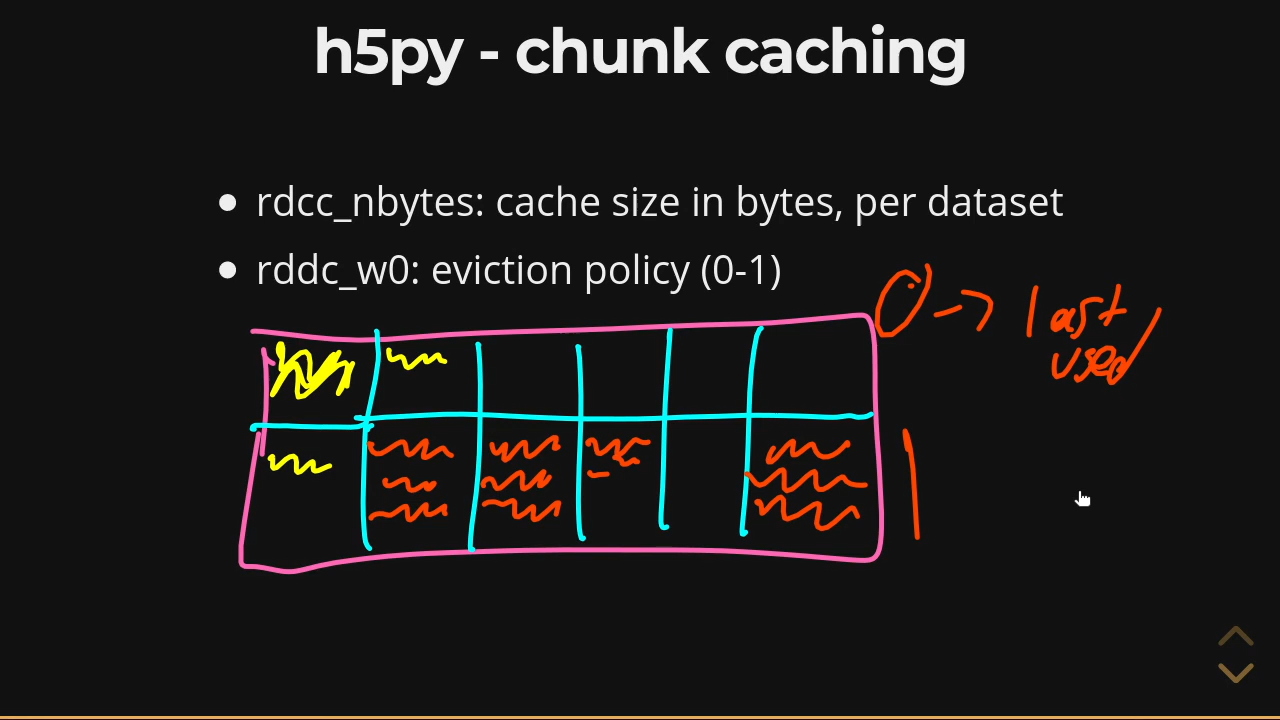 h5py - chunk caching
rdcc_nbytes: cache size in bytes, per dataset
rddc_w0: eviction policy (0-1)
0 → last
used
1